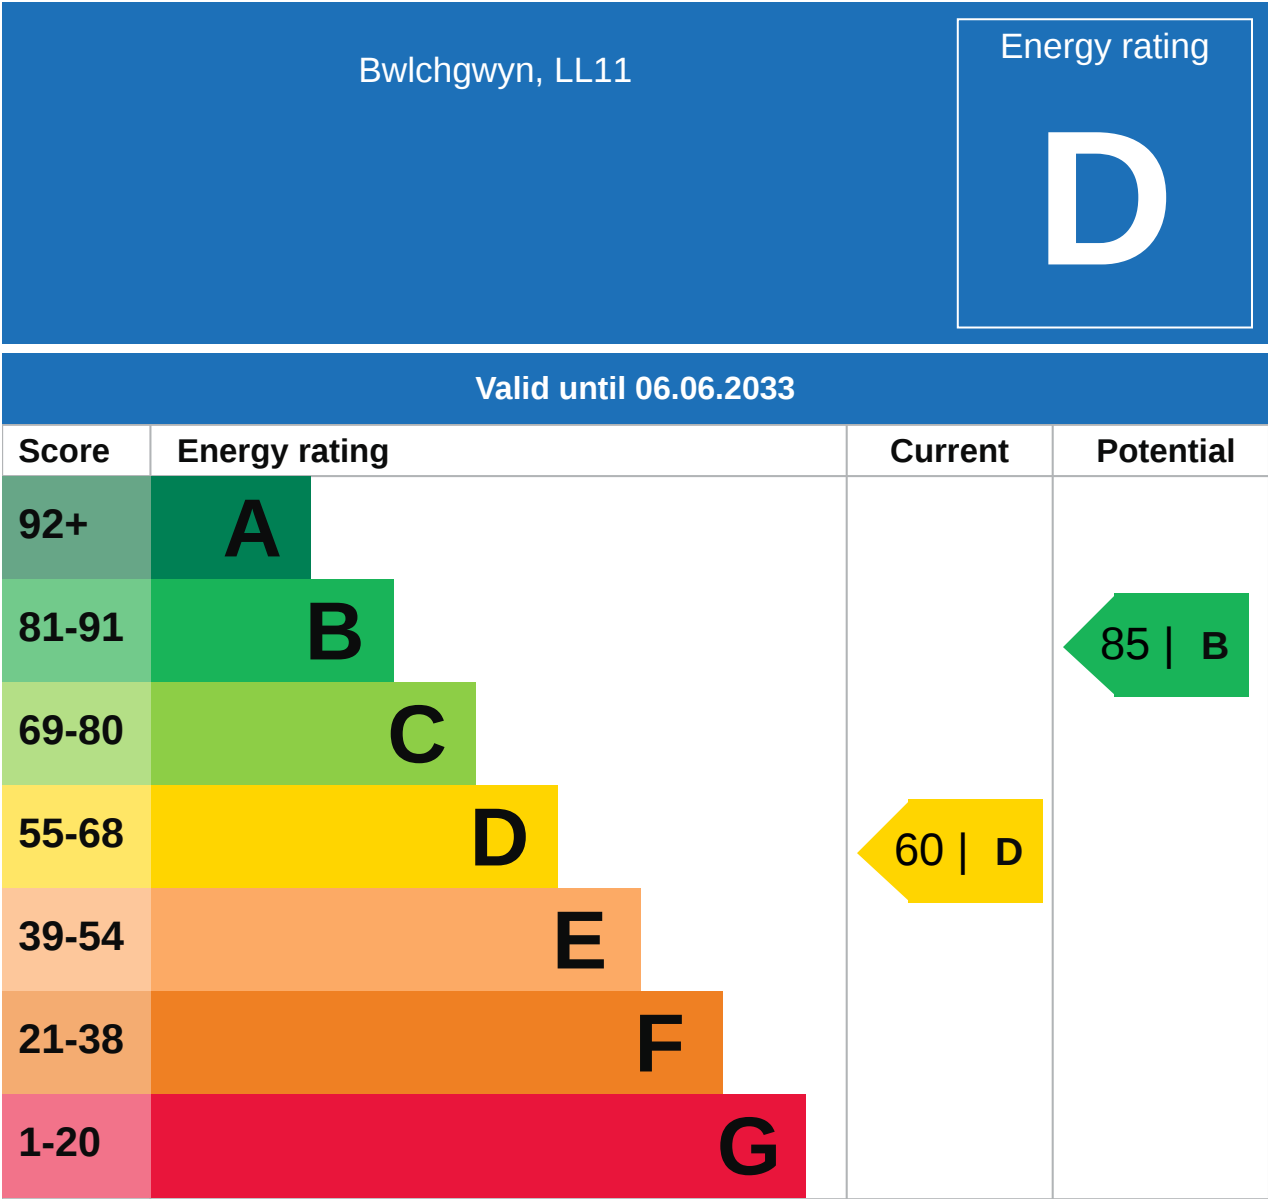 Bwlchgwyn, LL11
Energy rating
D
Valid until 06.06.2033
Score Energy rating Current Potential
92+ A
81-91 B 85 | B
69-80 C
55-68 D 60 | D
39-54 E
21-38 F
1-20 G